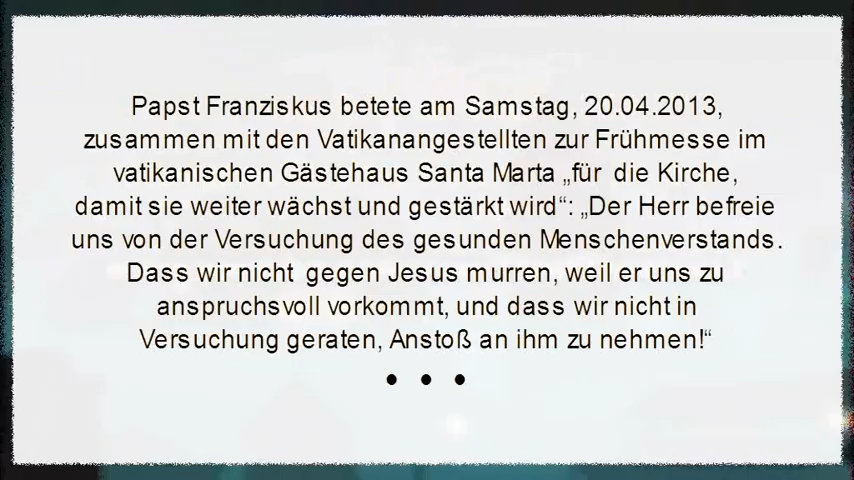 Papst Franziskus betete am Samstag, 20.04.2013,
zusammen mit den Vatikanangestellten zur Frühmesse im
vatikanischen Gästehaus Santa Marta „für die Kirche,
damit sie weiter wächst und gestärkt wird“: „Der Herr befreie
uns von der Versuchung des gesunden Menschenverstands.
Dass wir nicht gegen Jesus murren, weil er uns zu
anspruchsvoll vorkommt, und dass wir nicht in
Versuchung geraten, Anstoß an ihm zu nehmen!“
• • •